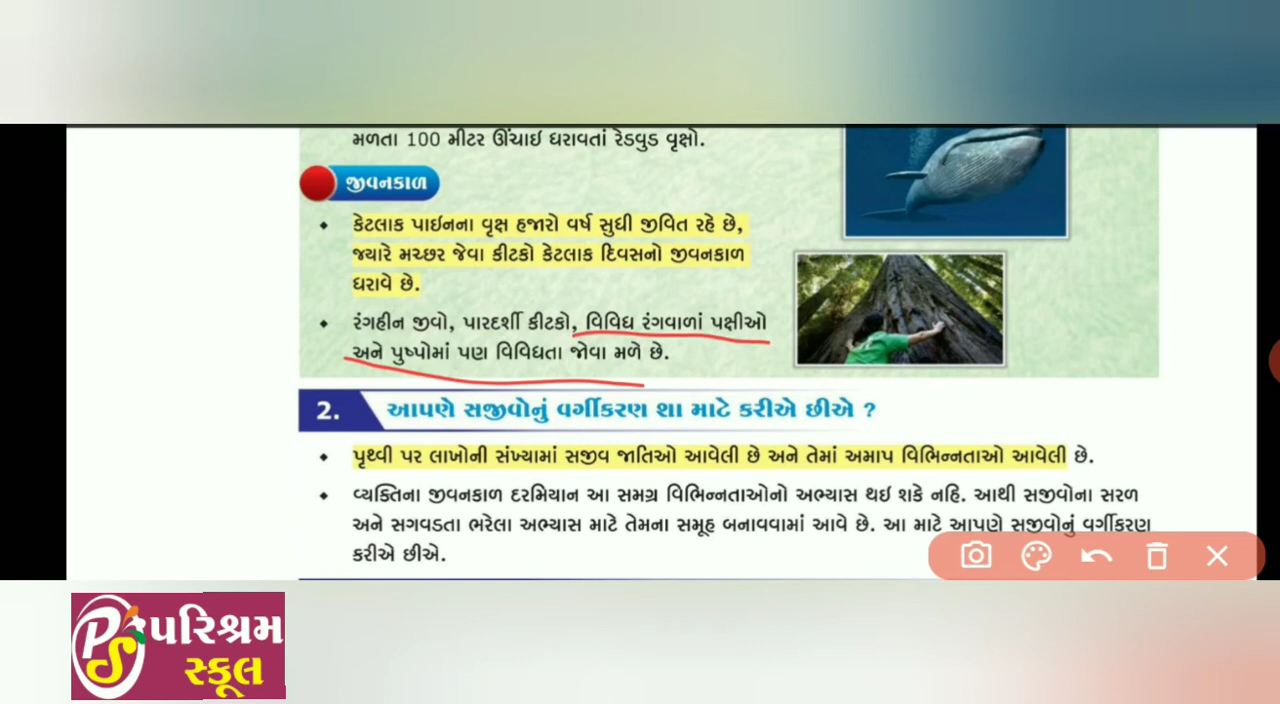 મળતા 100 મીટર ઊંચાઇ ધરાવતાં રેડવુડ વૃક્ષો.
જીવનકાળ
કેટલાક પાઇનના વૃક્ષ હજારો વર્ષ સુધી જીવિત રહે છે,
જ્યારે મચ્છર જેવા કીટકો કેટલાક દિવસનો જીવનકાળ
ધરાવે છે.
રંગહીન જીવો, પારદર્શી કીટકો, વિવિધ રંગવાળાં પક્ષીઓ
અને પુષ્પોમાં પણ વિવિધતા જોવા મળે છે.
2. આપણે સજીવોનું વર્ગીકરણ શા માટે કરીએ છીએ ?
પૃથ્વી પર લાખોની સંખ્યામાં સજીવ જાતિઓ આવેલી છે અને તેમાં અમાપ વિભિન્નતાઓ આવેલી છે.
વ્યક્તિના જીવનકાળ દરમિયાન આ સમગ્ર વિભિન્નતાઓનો અભ્યાસ થઇ શકે નહિ. આથી સજીવોના સરળ
અને સગવડતા ભરેલા અભ્યાસ માટે તેમના સમૂહ બનાવવામાં આવે છે. આ માટે આપણે સજીવોનું વર્ગીકરણ
કરીએ છીએ.
PS પરિશ્રમ
સ્કૂલ